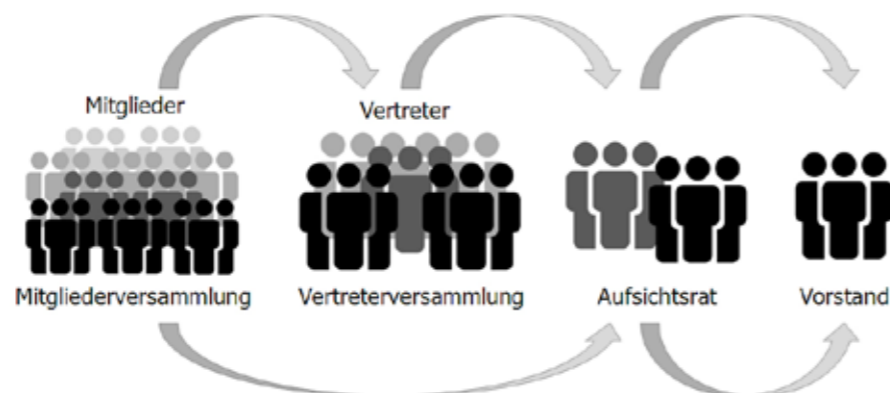 Mitglieder
Vertreter
Mitgliederversammlung
Vertreterversammlung
Aufsichtsrat
Vorstand